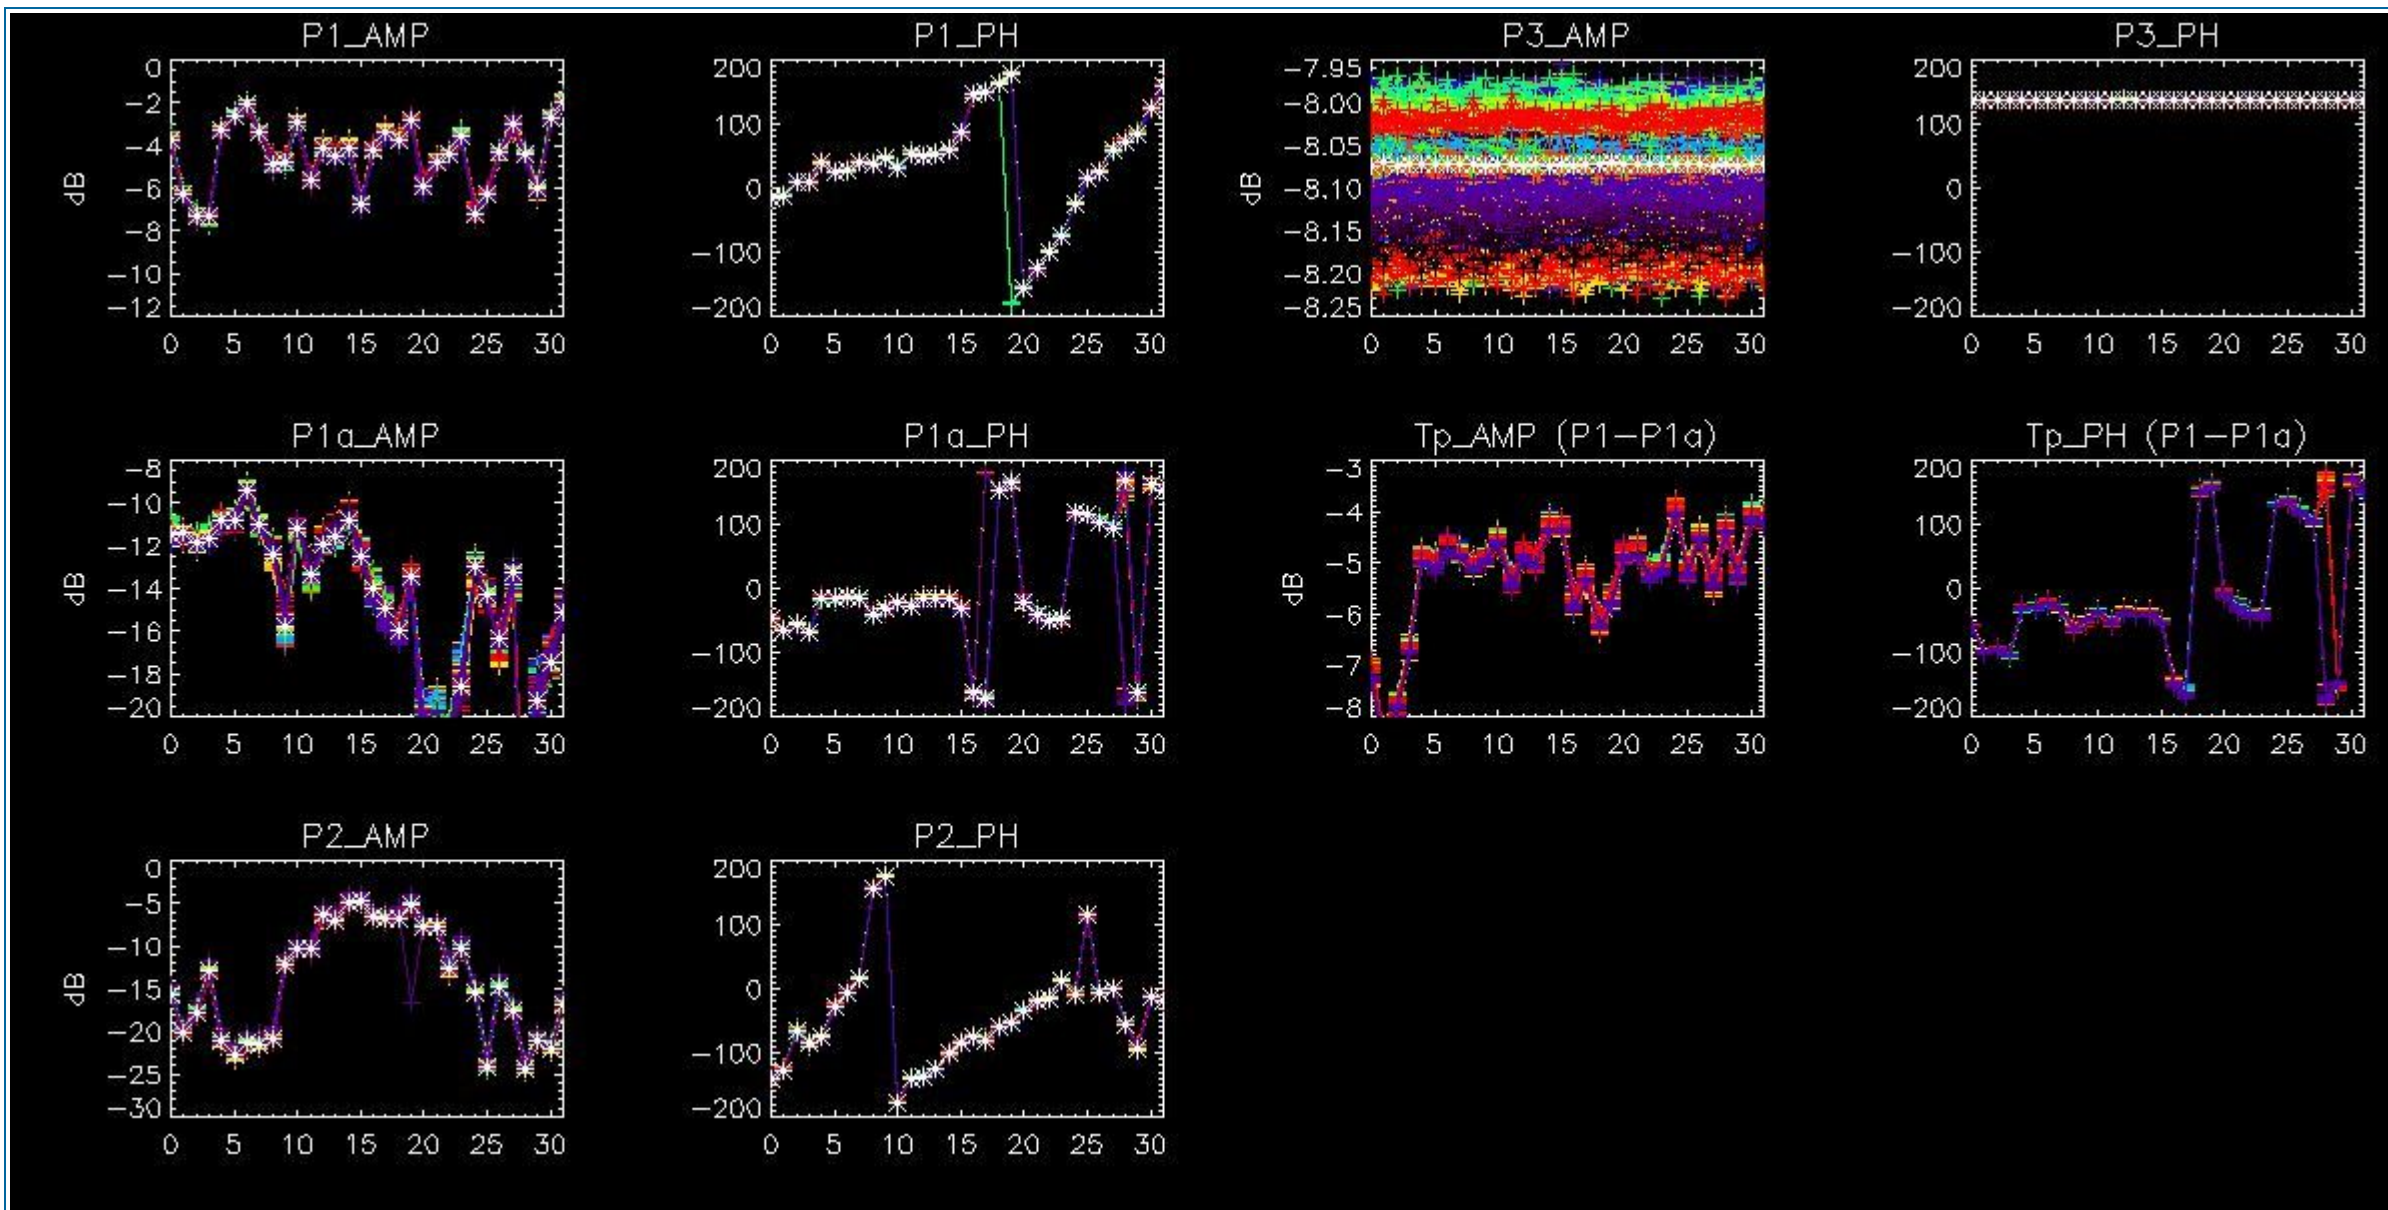 P1_AMP
0
−2
−4
−6
−8
−10
−12
dB
0 5 10 15 20 25 30
P1_PH
200
100
0
−100
−200
0 5 10 15 20 25 30
P3_AMP
−7.95
−8.00
−8.05
−8.10
−8.15
−8.20
−8.25
dB
0 5 10 15 20 25 30
P3_PH
200
100
0
−100
−200
0 5 10 15 20 25 30
P1a_AMP
−8
−10
−12
−14
−16
−18
−20
dB
0 5 10 15 20 25 30
P1a_PH
200
100
0
−100
−200
0 5 10 15 20 25 30
Tp_AMP (P1−P1a)
−3
−4
−5
−6
−7
−8
dB
0 5 10 15 20 25 30
Tp_PH (P1−P1a)
200
100
0
−100
−200
0 5 10 15 20 25 30
P2_AMP
0
−5
−10
−15
−20
−25
−30
dB
0 5 10 15 20 25 30
P2_PH
200
100
0
−100
−200
0 5 10 15 20 25 30